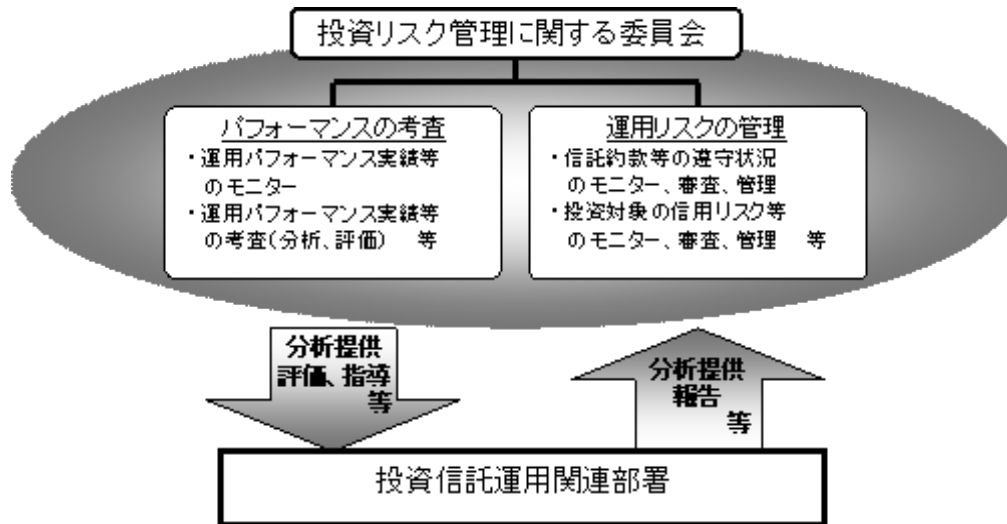 投資リスク管理に関する委員会
パフォーマンスの考査
・運用パフォーマンス実績等
のモニター
・運用パフォーマンス実績等
の考査(分析、評価)　等
運用リスクの管理
・信託約款等の遵守状況
のモニター、審査、管理
・投資対象の信用リスク等
のモニター、審査、管理　等
分析提供
評価、指導
等
分析提供
報告
等
投資信託運用関連部署